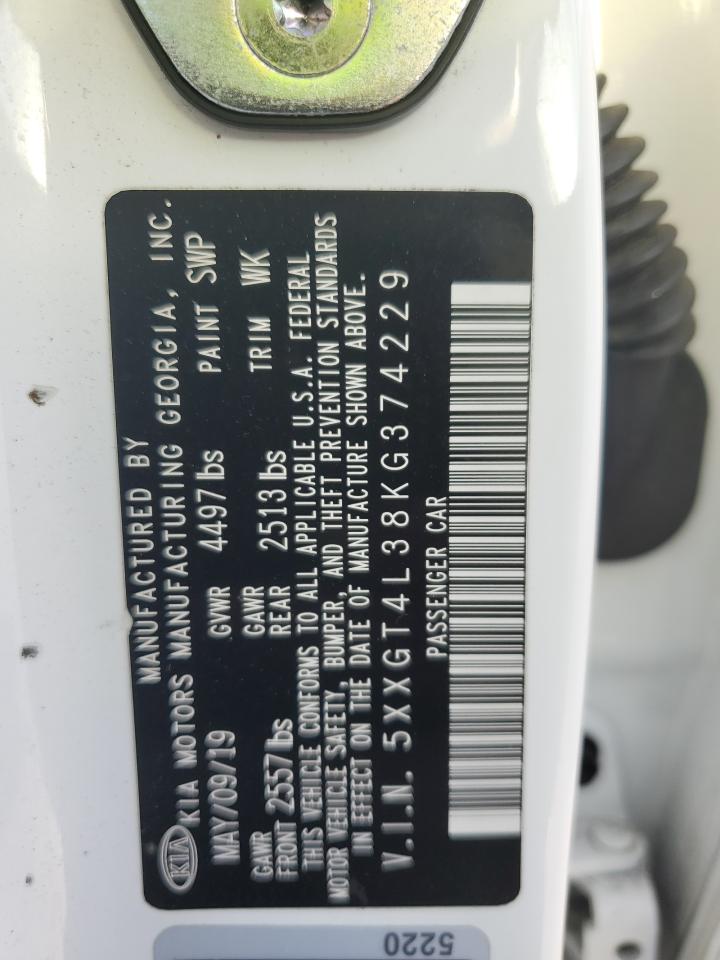 MANUFACTURED BY
KIA KIA MOTORS MANUFACTURING GEORGIA, INC.
MAY/09/19 GVWR 4497 lbs PAINT SWP
GAWR FRONT 2557 lbs GAWR REAR 2513 lbs TRIM WK
THIS VEHICLE CONFORMS TO ALL APPLICABLE U.S.A. FEDERAL
MOTOR VEHICLE SAFETY, BUMPER, AND THEFT PREVENTION STANDARDS
IN EFFECT ON THE DATE OF MANUFACTURE SHOWN ABOVE.
V.I.N. 5XXGT4L38KG374229
PASSENGER CAR
5220